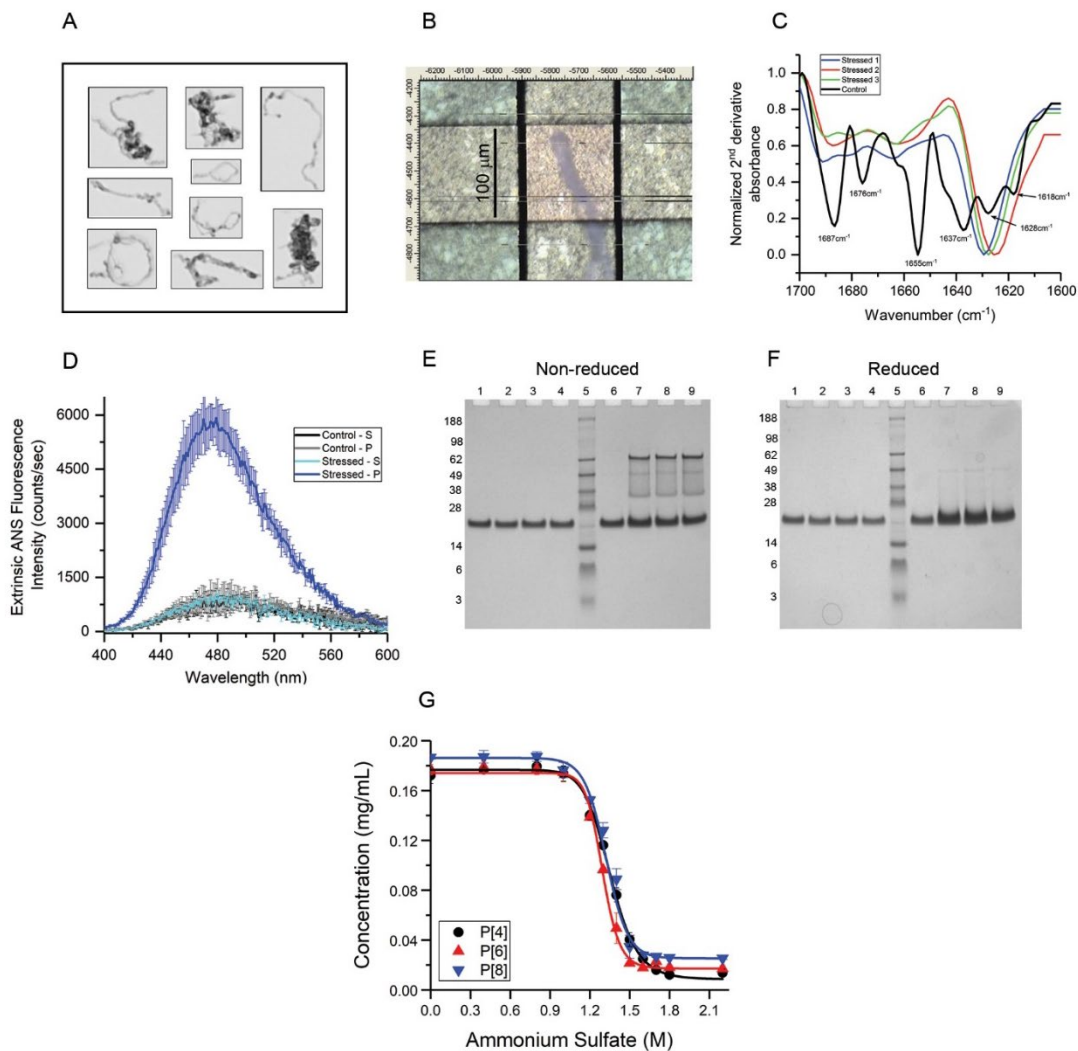 A
B
C
-6200 -6100 -6000 -5900 -5800 -5700 -5600 -5500 -5400
-4200
-4300
-4400
-4500
-4600
-4700
-4800
100 μm
Stressed 1
Stressed 2
Stressed 3
Control
Normalized 2nd derivative
absorbance
1.0
0.8
0.6
0.4
0.2
0.0
1687cm-1
1676cm-1
1655cm-1
1637cm-1
1628cm-1
1618cm-1
1700 1680 1660 1640 1620 1600
Wavenumber (cm-1)
D
Extrinsic ANS Fluorescence
Intensity (counts/sec)
6000
4500
3000
1500
0
Control - S
Control - P
Stressed - S
Stressed - P
400 440 480 520 560 600
Wavelength (nm)
E
Non-reduced
1 2 3 4 5 6 7 8 9
188
98
62
49
38
28
14
6
3
F
Reduced
1 2 3 4 5 6 7 8 9
188
98
62
49
38
28
14
6
3
G
Concentration (mg/mL)
0.20
0.16
0.12
0.08
0.04
0.00
P[4]
P[6]
P[8]
0.0 0.3 0.6 0.9 1.2 1.5 1.8 2.1
Ammonium Sulfate (M)